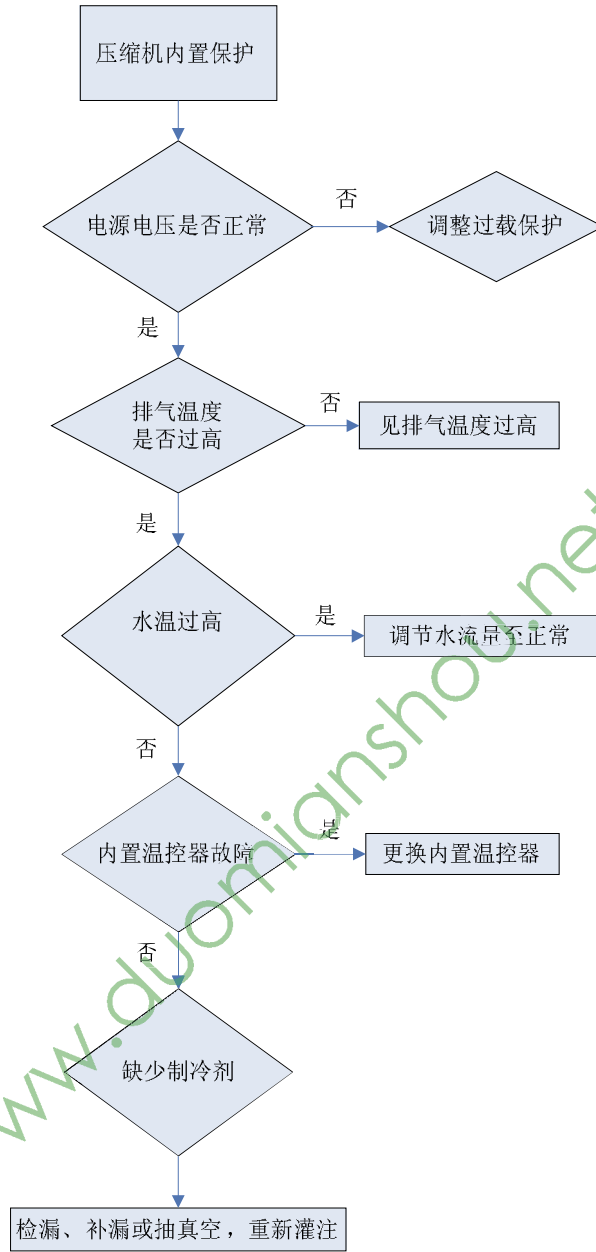 压缩机内置保护
电源电压是否正常
否
调整过载保护
是
排气温度
是否过高
否
见排气温度过高
是
水温过高
是
调节水流量至正常
否
内置温控器故障
是
更换内置温控器
否
缺少制冷剂
检漏、补漏或抽真空，重新灌注
www.duomianshou.net